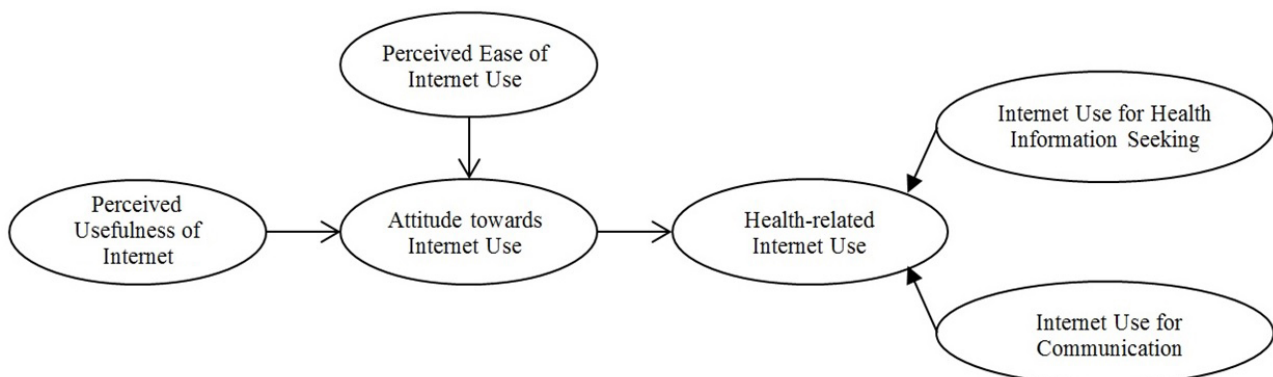 Perceived Ease of
Internet Use
Internet Use for Health
Information Seeking
Perceived
Usefulness of
Internet
Attitude towards
Internet Use
Health-related
Internet Use
Internet Use for
Communication